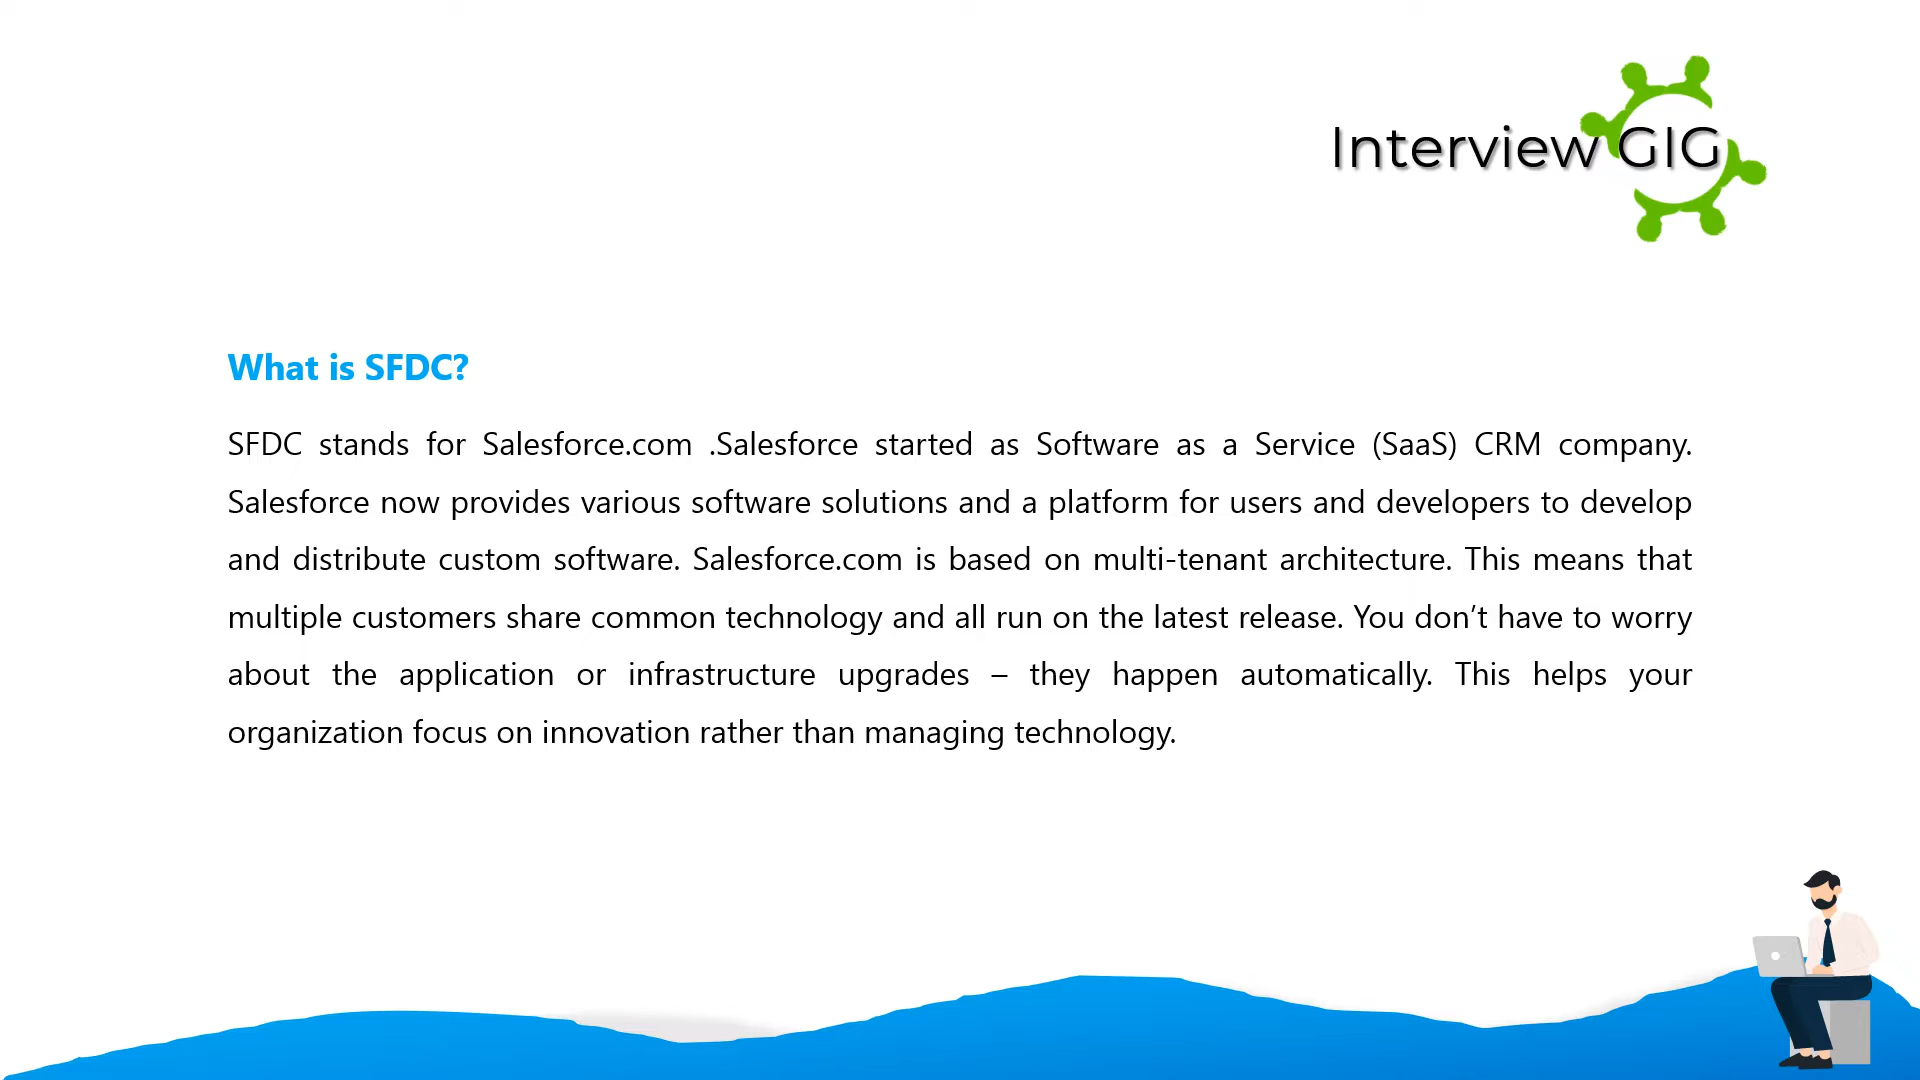 Interview GIG
What is SFDC?
SFDC stands for Salesforce.com .Salesforce started as Software as a Service (SaaS) CRM company.
Salesforce now provides various software solutions and a platform for users and developers to develop
and distribute custom software. Salesforce.com is based on multi-tenant architecture. This means that
multiple customers share common technology and all run on the latest release. You don’t have to worry
about the application or infrastructure upgrades – they happen automatically. This helps your
organization focus on innovation rather than managing technology.